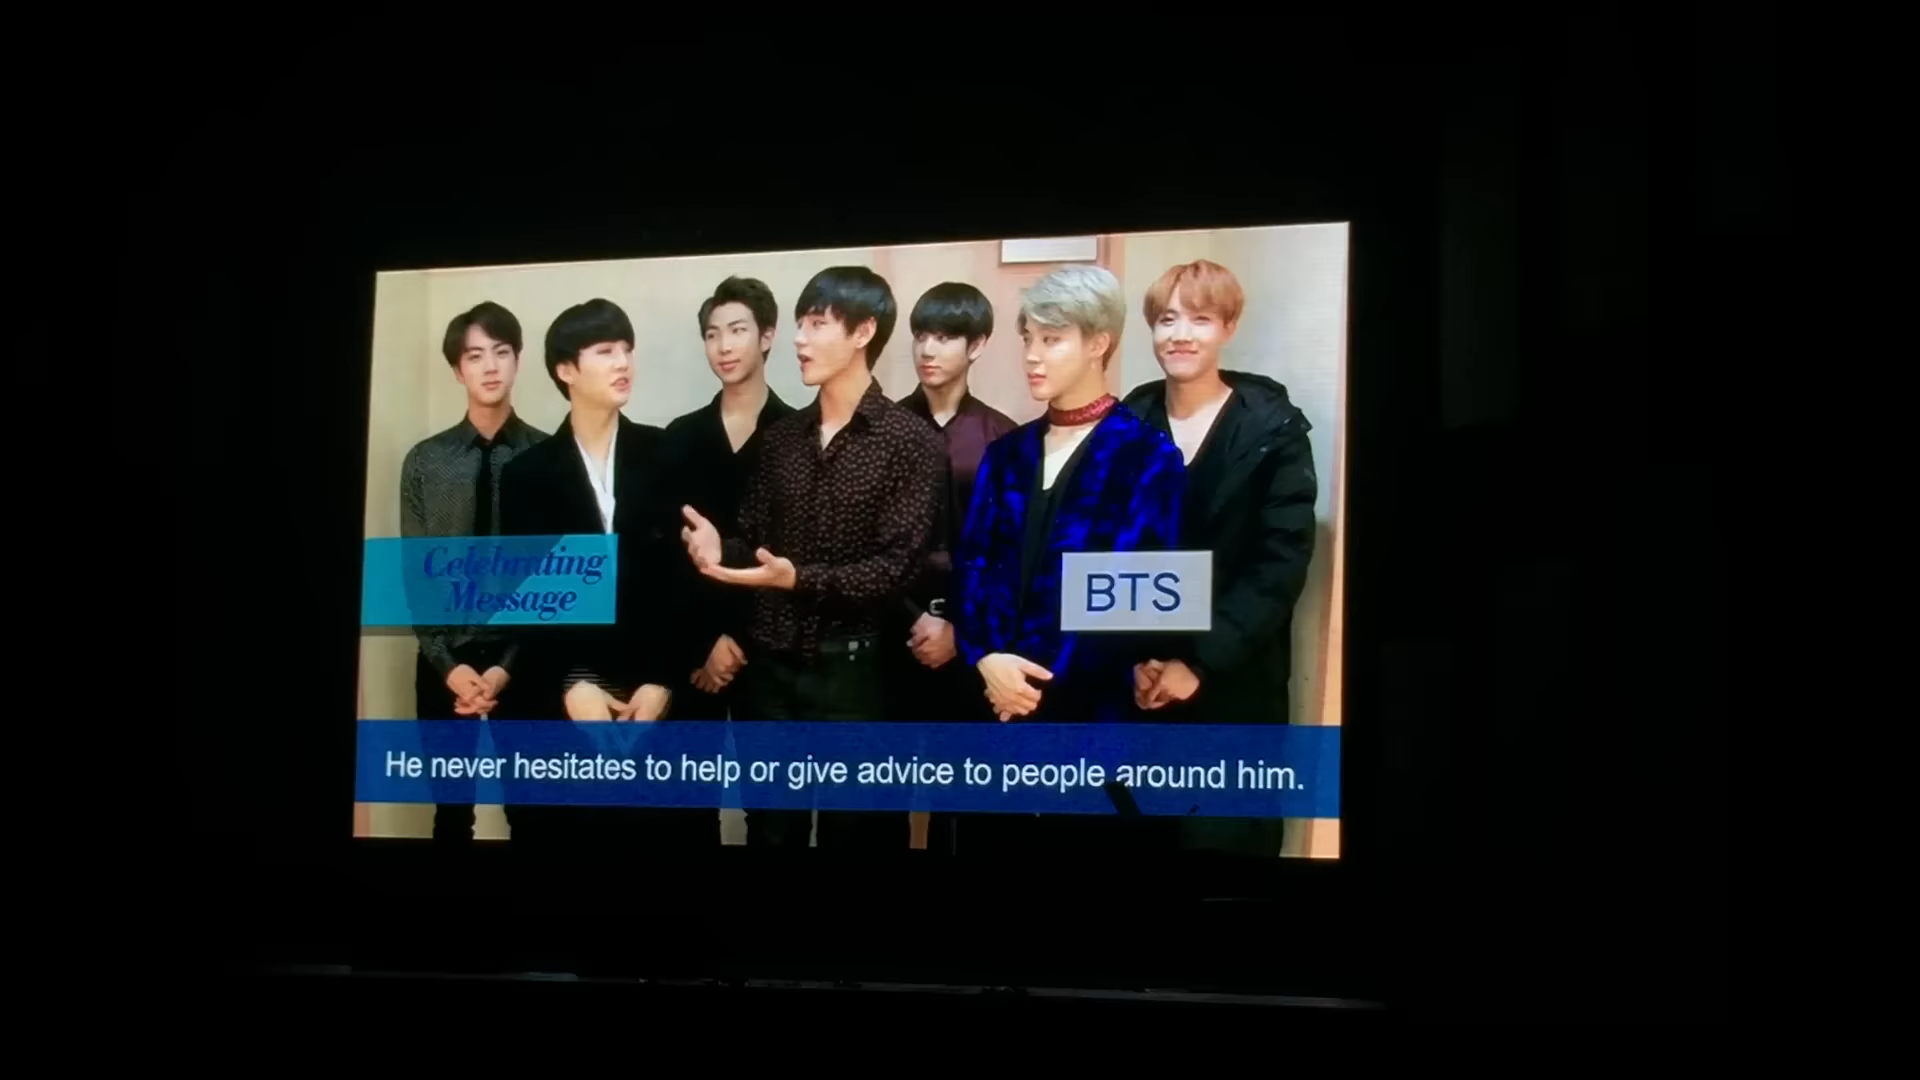 Celebrating
Message
BTS
He never hesitates to help or give advice to people around him.